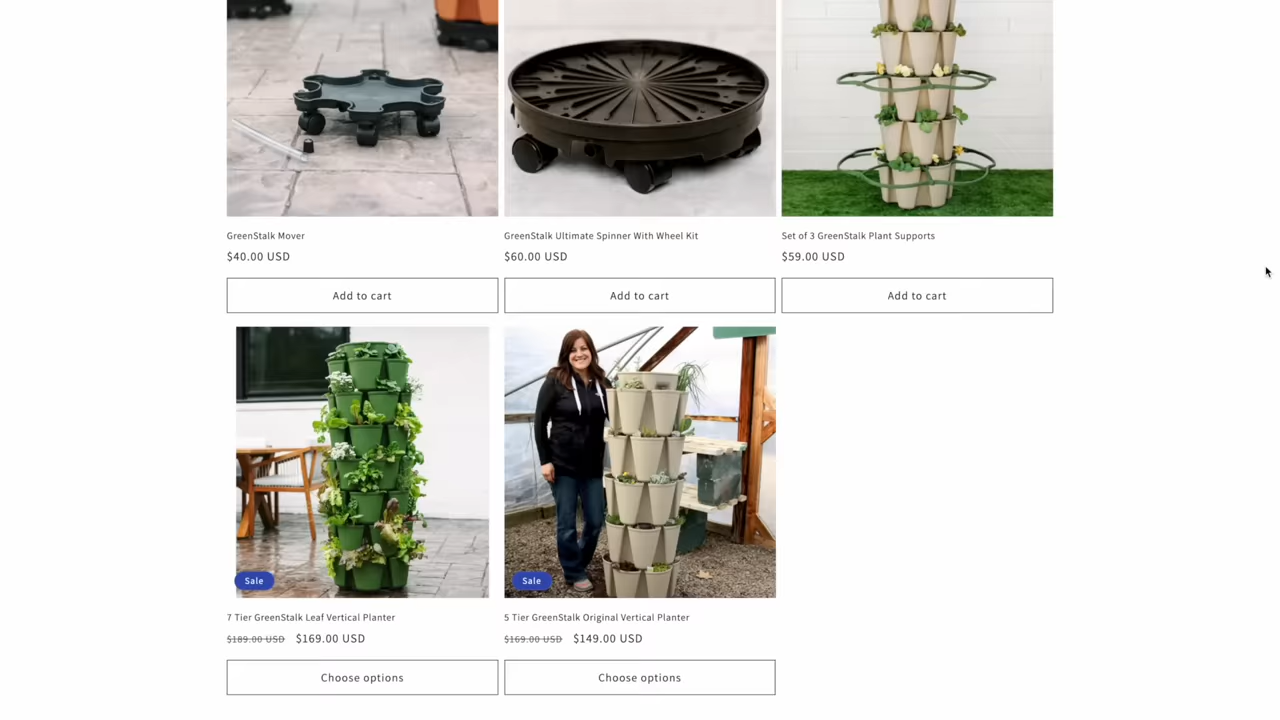 GreenStalk Mover
$40.00 USD
Add to cart
GreenStalk Ultimate Spinner With Wheel Kit
$60.00 USD
Add to cart
Set of 3 GreenStalk Plant Supports
$59.00 USD
Add to cart
Sale
7 Tier GreenStalk Leaf Vertical Planter
$189.00 USD $169.00 USD
Choose options
Sale
5 Tier GreenStalk Original Vertical Planter
$169.00 USD $149.00 USD
Choose options